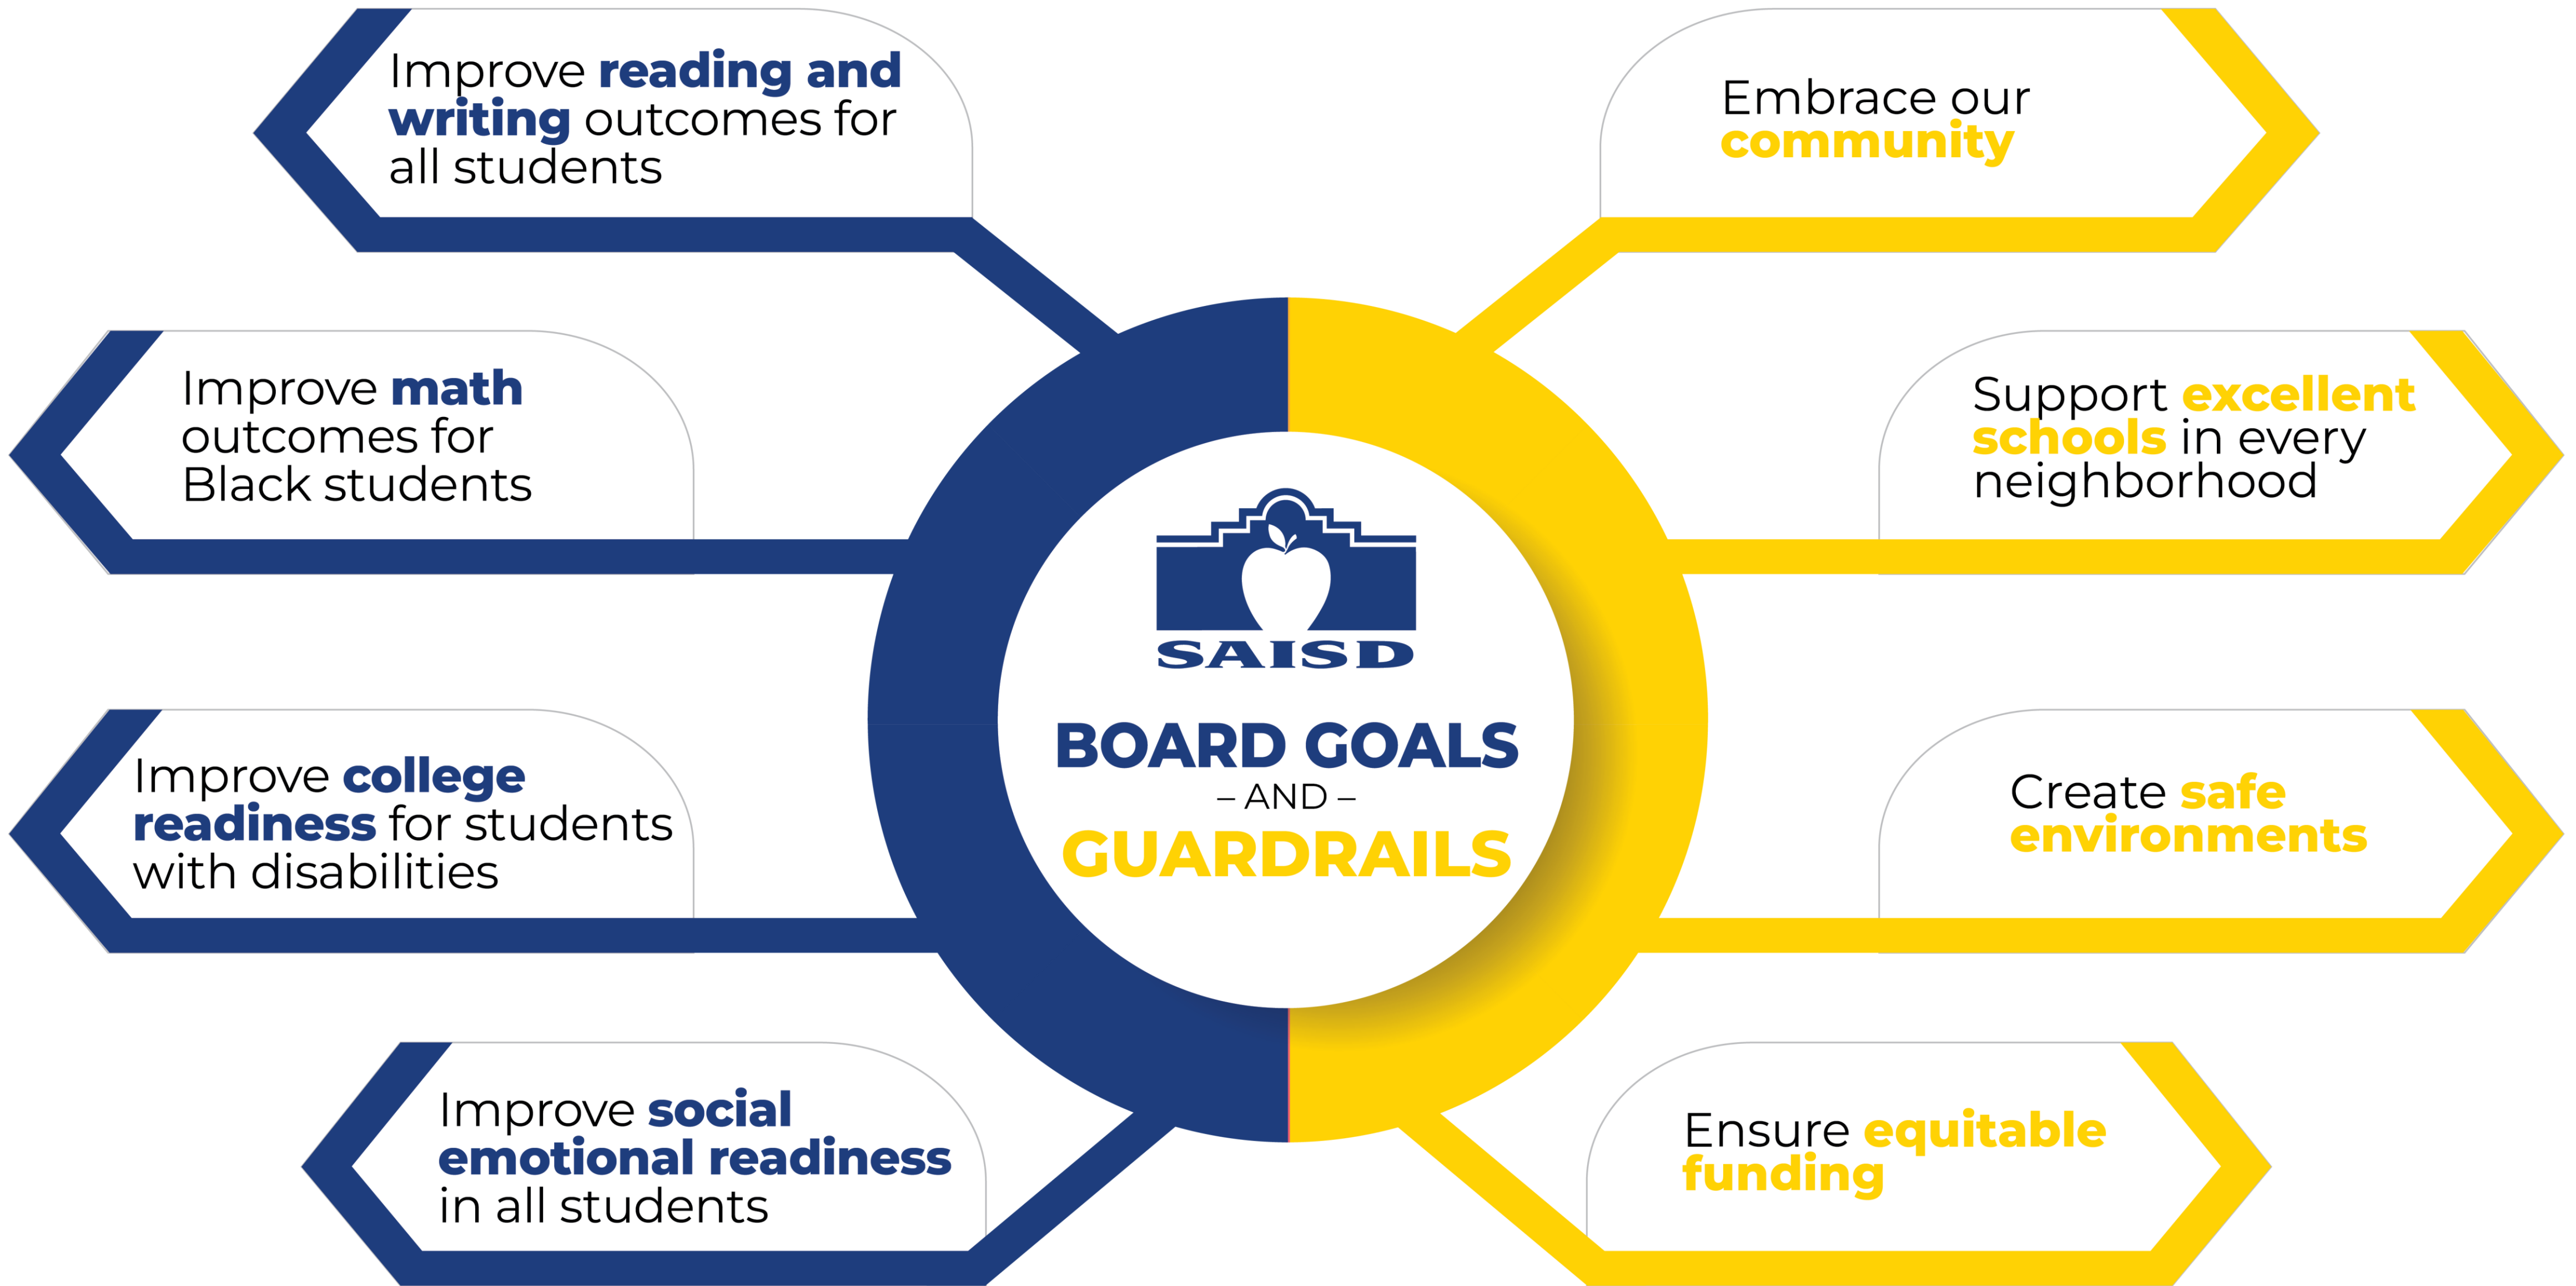 Improve reading and
writing outcomes for
all students
Improve math
outcomes for
Black students
Improve college
readiness for students
with disabilities
Improve social
emotional readiness
in all students
SAISD
BOARD GOALS
– AND –
GUARDRAILS
Embrace our
community
Support excellent
schools in every
neighborhood
Create safe
environments
Ensure equitable
funding